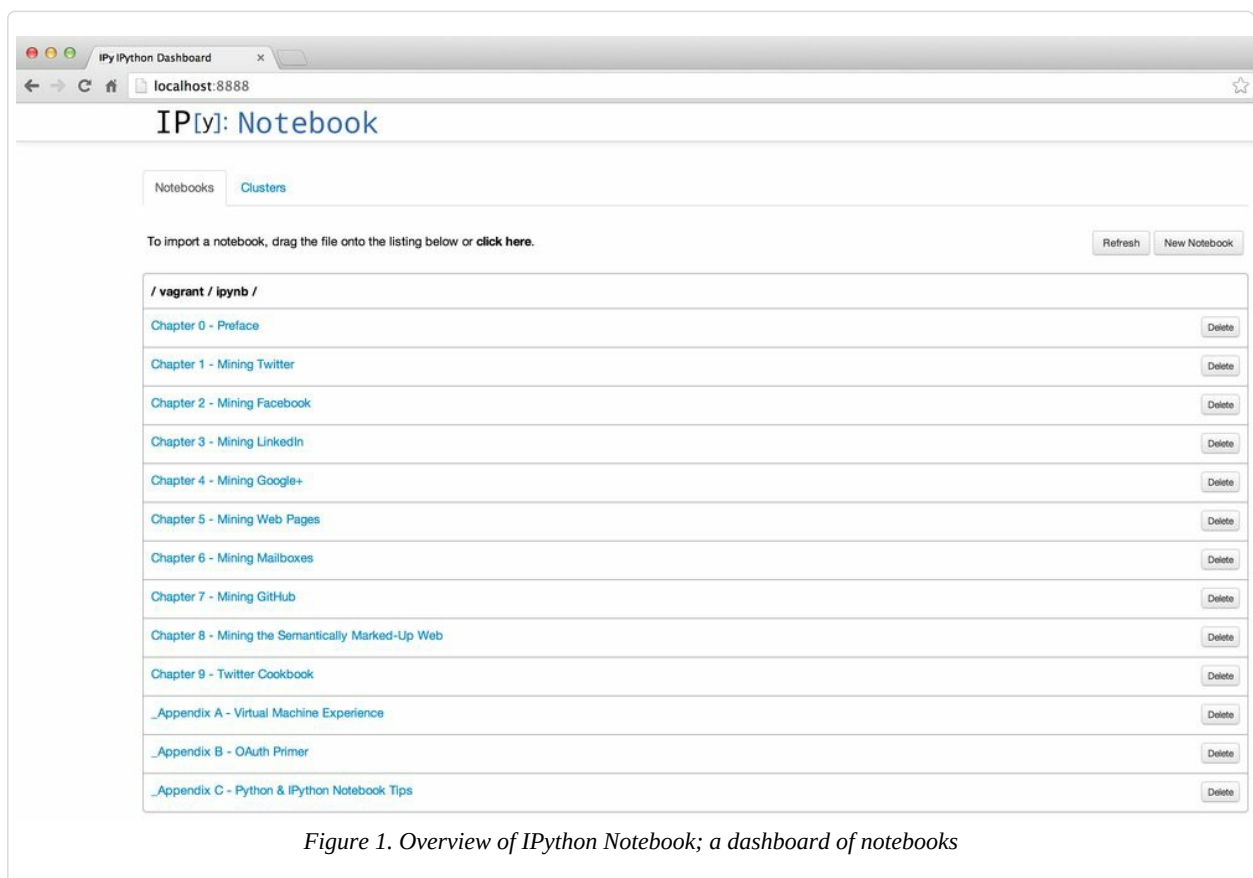 IPy IPython Dashboard
localhost:8888
IP[y]: Notebook
Notebooks Clusters
To import a notebook, drag the file onto the listing below or click here. Refresh New Notebook
/ vagrant / ipynb /
Chapter 0 - Preface Delete
Chapter 1 - Mining Twitter Delete
Chapter 2 - Mining Facebook Delete
Chapter 3 - Mining LinkedIn Delete
Chapter 4 - Mining Google+ Delete
Chapter 5 - Mining Web Pages Delete
Chapter 6 - Mining Mailboxes Delete
Chapter 7 - Mining GitHub Delete
Chapter 8 - Mining the Semantically Marked-Up Web Delete
Chapter 9 - Twitter Cookbook Delete
_Appendix A - Virtual Machine Experience Delete
_Appendix B - OAuth Primer Delete
_Appendix C - Python & IPython Notebook Tips Delete
Figure 1. Overview of IPython Notebook; a dashboard of notebooks